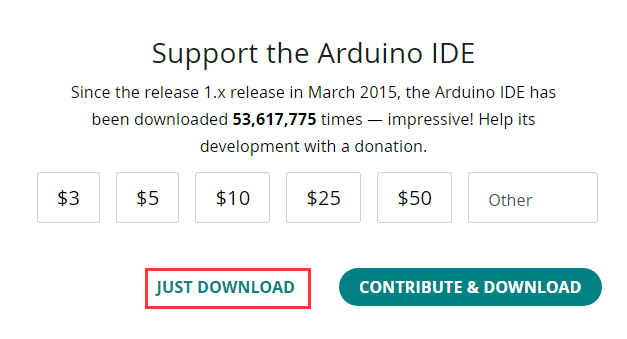 Support the Arduino IDE
Since the release 1.x release in March 2015, the Arduino IDE has
been downloaded 53,617,775 times — impressive! Help its
development with a donation.
$3 $5 $10 $25 $50 Other
JUST DOWNLOAD CONTRIBUTE & DOWNLOAD